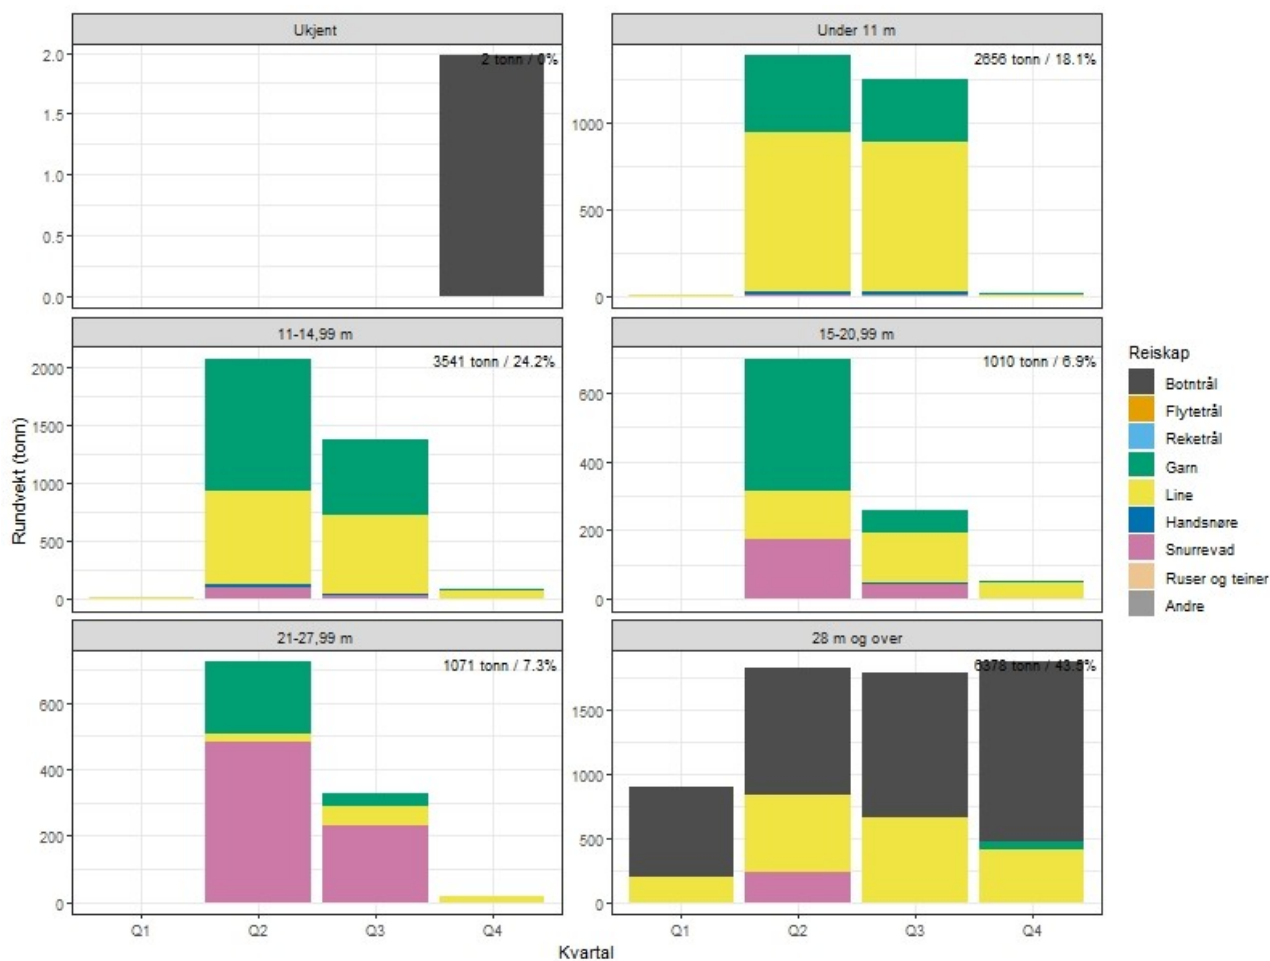 Ukjent
2 tonn / 0%
2.0
1.5
1.0
0.5
0.0
Under 11 m
2656 tonn / 18.1%
1000
500
0
11-14,99 m
3541 tonn / 24.2%
2000
1500
1000
500
0
15-20,99 m
1010 tonn / 6.9%
600
400
200
0
21-27,99 m
1071 tonn / 7.3%
600
400
200
0
28 m og over
6378 tonn / 43.5%
1500
1000
500
0
Q1 Q2 Q3 Q4
Q1 Q2 Q3 Q4
Kvartal
Rundvekt (tonn)
Reiskap
Botntrål
Flytetrål
Reketrål
Garn
Line
Handsnøre
Snurrevad
Ruser og teiner
Andre